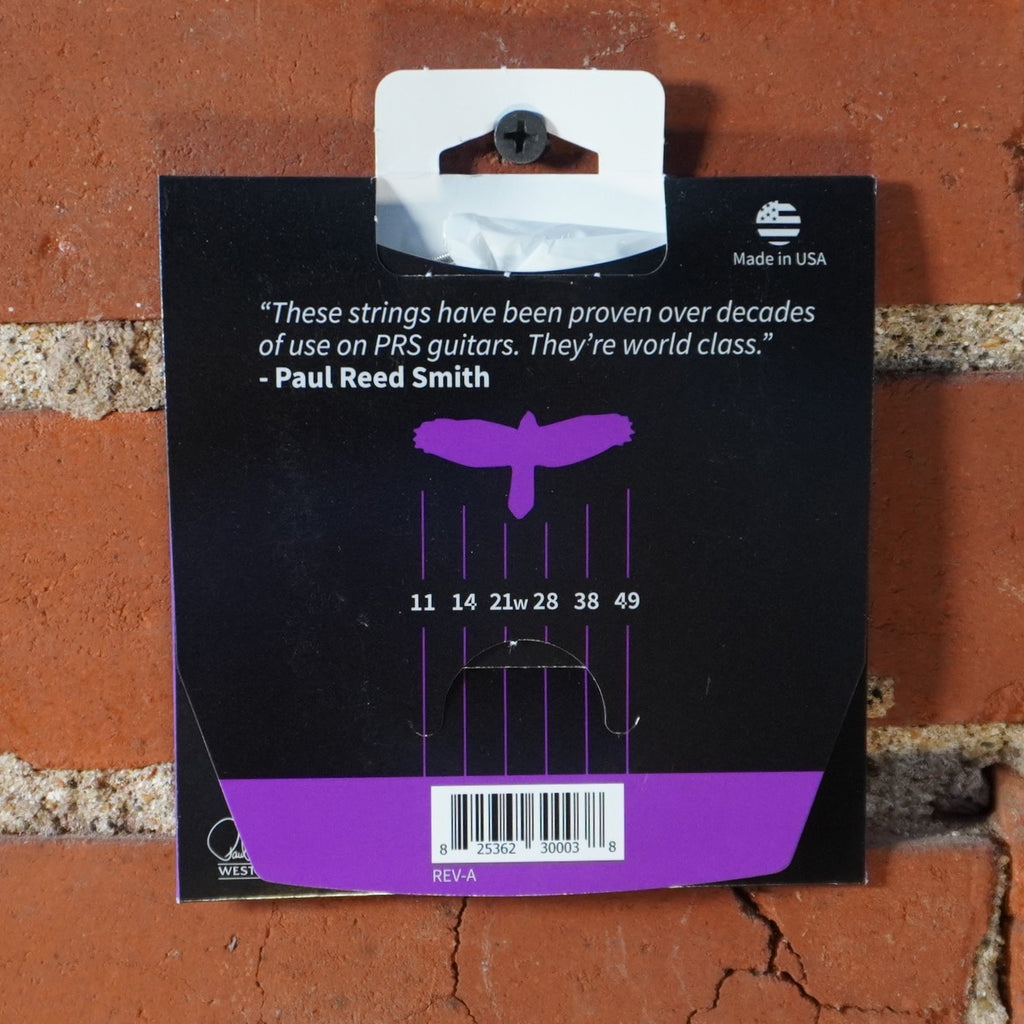 Made in USA
“These strings have been proven over decades
of use on PRS guitars. They’re world class.”
- Paul Reed Smith
11 14 21w 28 38 49
8 25362 30003 8
REV-A